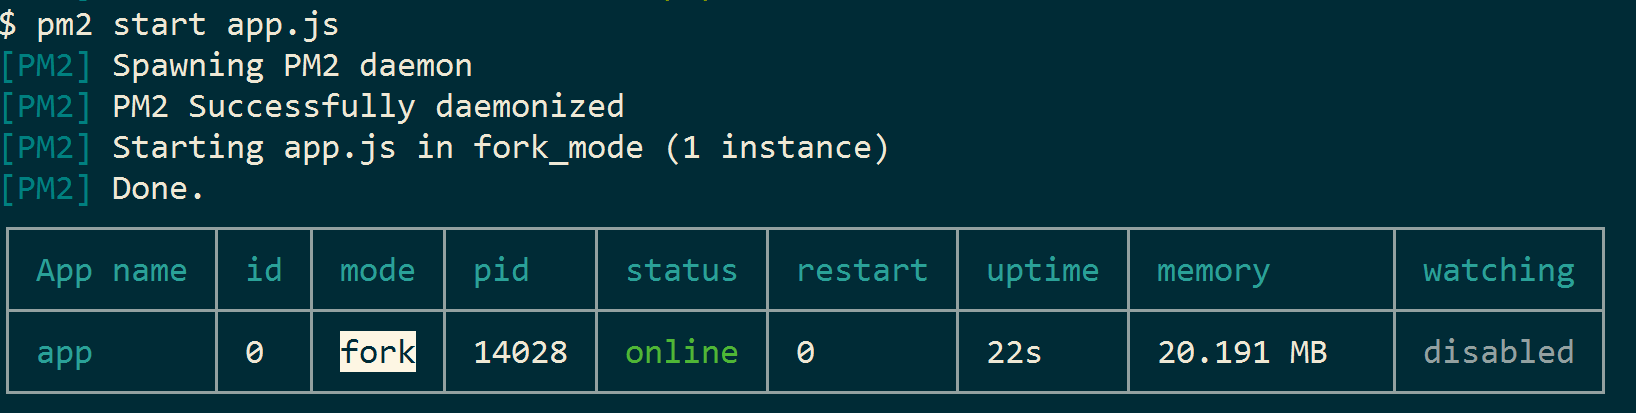 $ pm2 start app.js
[PM2] Spawning PM2 daemon
[PM2] PM2 Successfully daemonized
[PM2] Starting app.js in fork_mode (1 instance)
[PM2] Done.
App name id mode pid status restart uptime memory watching
app 0 fork 14028 online 0 22s 20.191 MB disabled